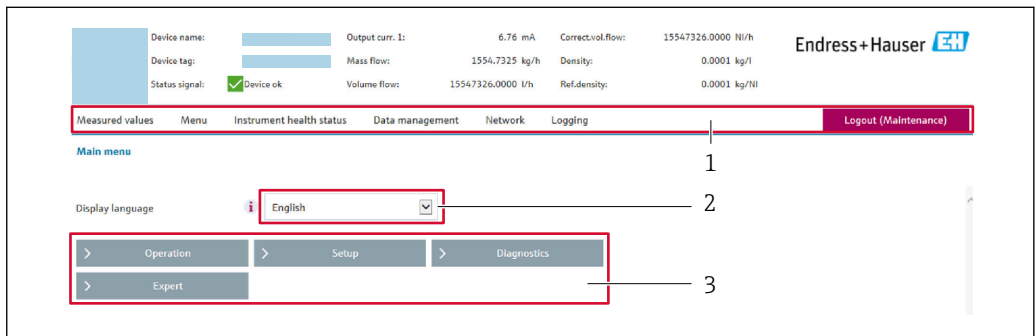 Device name: Output curr. 1: 6.76 mA Correct.vol.flow: 15547326.0000 Nl/h
Endress+Hauser EH
Device tag: Mass flow: 1554.7325 kg/h Density: 0.0001 kg/l
Status signal: Device ok Volume flow: 15547326.0000 l/h Ref.density: 0.0001 kg/Nl
Measured values Menu Instrument health status Data management Network Logging Logout (Maintenance)
1
Main menu
Display language i English 2
> Operation > Setup > Diagnostics
> Expert 3